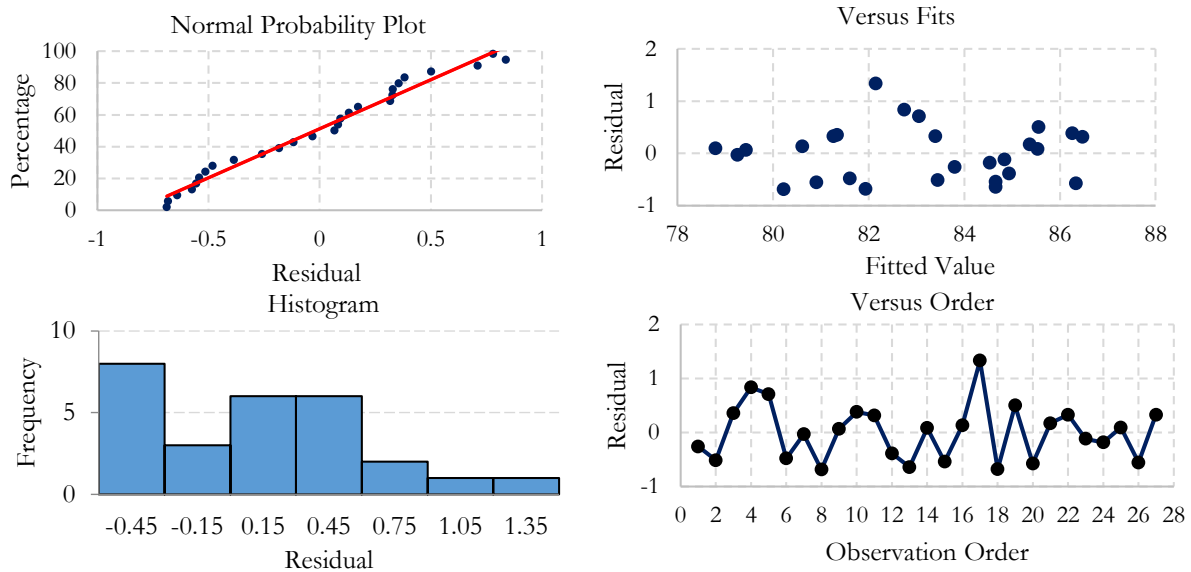 Normal Probability Plot
Percentage
100
80
60
40
20
0
-1 -0.5 0 0.5 1
Residual
Versus Fits
Residual
2
1
0
-1
78 80 82 84 86 88
Fitted Value
Histogram
Frequency
10
5
0
-0.45 -0.15 0.15 0.45 0.75 1.05 1.35
Residual
Versus Order
Residual
2
1
0
-1
0 2 4 6 8 10 12 14 16 18 20 22 24 26 28
Observation Order